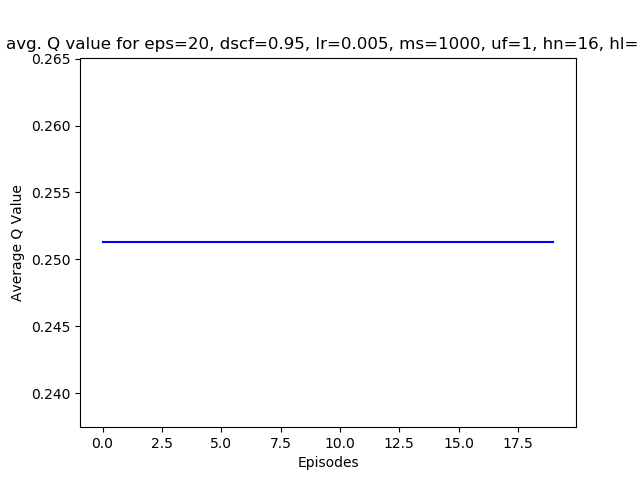 avg. Q value for eps=20, dscf=0.95, lr=0.005, ms=1000, uf=1, hn=16, hl=
0.265
0.260
0.255
0.250
0.245
0.240
Average Q Value
0.0 2.5 5.0 7.5 10.0 12.5 15.0 17.5
Episodes